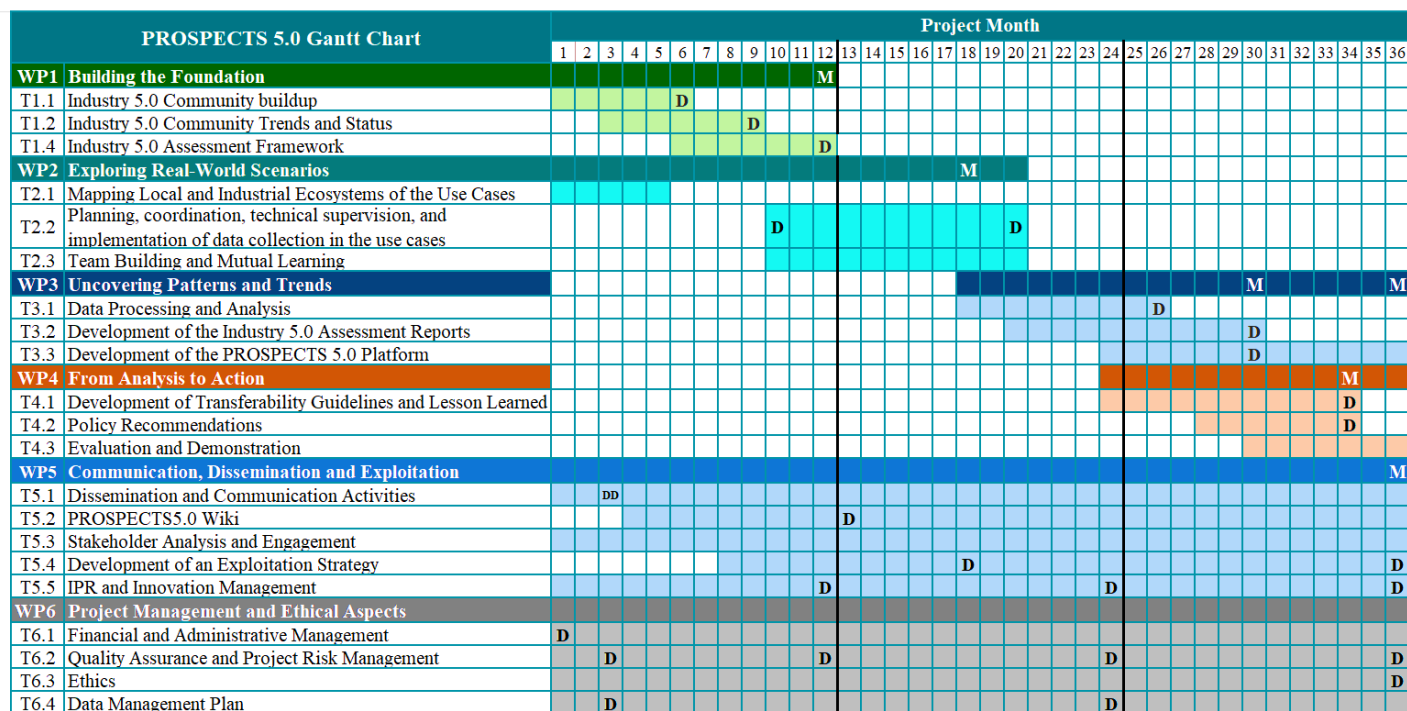 PROSPECTS 5.0 Gantt Chart
Project Month
1 2 3 4 5 6 7 8 9 10 11 12 13 14 15 16 17 18 19 20 21 22 23 24 25 26 27 28 29 30 31 32 33 34 35 36
WP1 Building the Foundation M
T1.1 Industry 5.0 Community buildup D
T1.2 Industry 5.0 Community Trends and Status D
T1.4 Industry 5.0 Assessment Framework D
WP2 Exploring Real-World Scenarios M
T2.1 Mapping Local and Industrial Ecosystems of the Use Cases
T2.2 Planning, coordination, technical supervision, and
implementation of data collection in the use cases D D
T2.3 Team Building and Mutual Learning
WP3 Uncovering Patterns and Trends M M
T3.1 Data Processing and Analysis D
T3.2 Development of the Industry 5.0 Assessment Reports D
T3.3 Development of the PROSPECTS 5.0 Platform D
WP4 From Analysis to Action M
T4.1 Development of Transferability Guidelines and Lesson Learned D
T4.2 Policy Recommendations D
T4.3 Evaluation and Demonstration
WP5 Communication, Dissemination and Exploitation M
T5.1 Dissemination and Communication Activities DD
T5.2 PROSPECTS5.0 Wiki D
T5.3 Stakeholder Analysis and Engagement
T5.4 Development of an Exploitation Strategy D D
T5.5 IPR and Innovation Management D D D
WP6 Project Management and Ethical Aspects
T6.1 Financial and Administrative Management D
T6.2 Quality Assurance and Project Risk Management D D D D
T6.3 Ethics D
T6.4 Data Management Plan D D